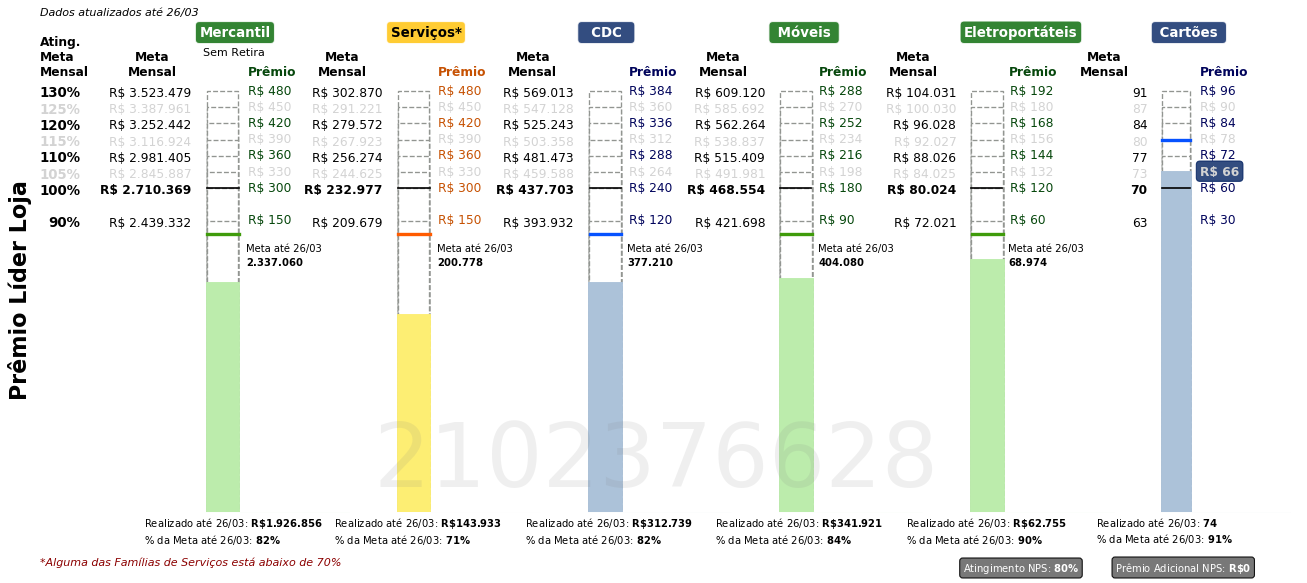 Dados atualizados até 26/03
Mercantil Serviços* CDC Móveis Eletroportáteis Cartões
Sem Retira
Ating. Meta Mensal Meta Mensal Prêmio Meta Mensal Prêmio Meta Mensal Prêmio Meta Mensal Prêmio Meta Mensal Prêmio Meta Mensal Prêmio
130% R$ 3.523.479 R$ 480 R$ 302.870 R$ 480 R$ 569.013 R$ 384 R$ 609.120 R$ 288 R$ 104.031 R$ 192 91 R$ 96
125% R$ 3.387.961 R$ 450 R$ 291.221 R$ 450 R$ 547.128 R$ 360 R$ 585.692 R$ 270 R$ 100.030 R$ 180 87 R$ 90
120% R$ 3.252.442 R$ 420 R$ 279.572 R$ 420 R$ 525.243 R$ 336 R$ 562.264 R$ 252 R$ 96.028 R$ 168 84 R$ 84
115% R$ 3.116.924 R$ 390 R$ 267.923 R$ 390 R$ 503.358 R$ 312 R$ 538.837 R$ 234 R$ 92.027 R$ 156 80 R$ 78
110% R$ 2.981.405 R$ 360 R$ 256.274 R$ 360 R$ 481.473 R$ 288 R$ 515.409 R$ 216 R$ 88.026 R$ 144 77 R$ 72
105% R$ 2.845.887 R$ 330 R$ 244.625 R$ 330 R$ 459.588 R$ 264 R$ 491.981 R$ 198 R$ 84.025 R$ 132 73 R$ 66
100% R$ 2.710.369 R$ 300 R$ 232.977 R$ 300 R$ 437.703 R$ 240 R$ 468.554 R$ 180 R$ 80.024 R$ 120 70 R$ 60
90% R$ 2.439.332 R$ 150 R$ 209.679 R$ 150 R$ 393.932 R$ 120 R$ 421.698 R$ 90 R$ 72.021 R$ 60 63 R$ 30
Meta até 26/03 Meta até 26/03 Meta até 26/03 Meta até 26/03 Meta até 26/03
2.337.060 200.778 377.210 404.080 68.974
Prêmio Líder Loja
2102376628
Realizado até 26/03: R$1.926.856 Realizado até 26/03: R$143.933 Realizado até 26/03: R$312.739 Realizado até 26/03: R$341.921 Realizado até 26/03: R$62.755 Realizado até 26/03: 74
% da Meta até 26/03: 82% % da Meta até 26/03: 71% % da Meta até 26/03: 82% % da Meta até 26/03: 84% % da Meta até 26/03: 90% % da Meta até 26/03: 91%
*Alguma das Famílias de Serviços está abaixo de 70% Atingimento NPS: 80% Prêmio Adicional NPS: R$0